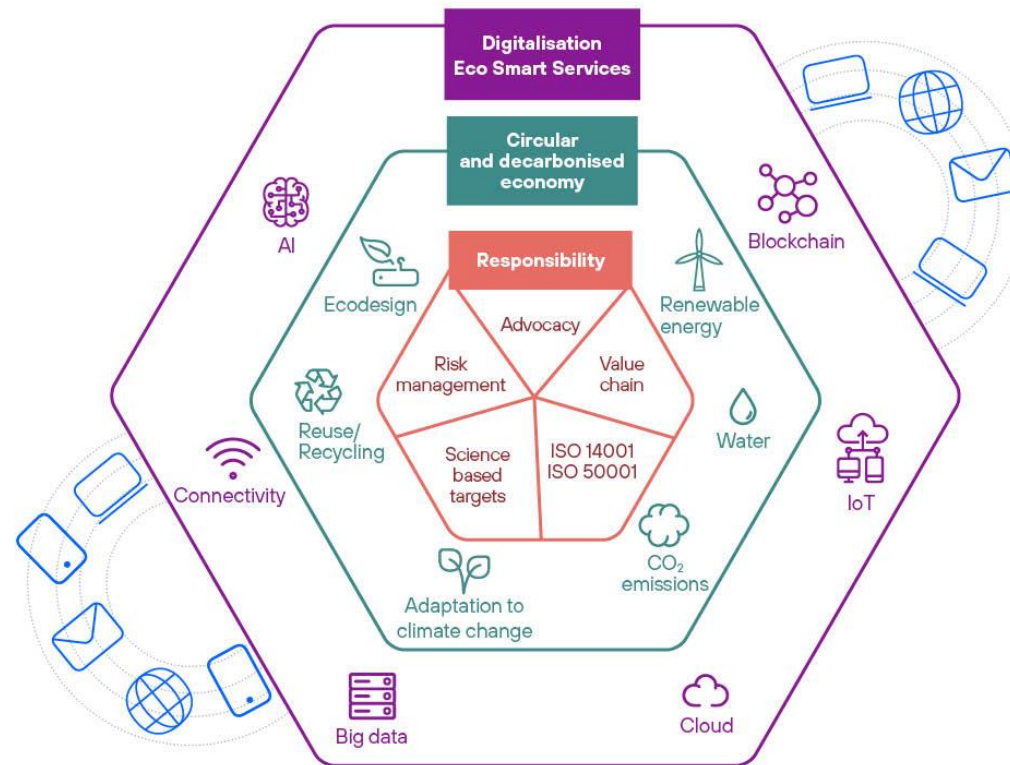 Digitalisation
Eco Smart Services
Circular
and decarbonised
economy
AI
Blockchain
Responsibility
Ecodesign
Renewable
energy
Advocacy
Risk
management
Value
chain
Reuse/
Recycling
Water
Science
based
targets
ISO 14001
ISO 50001
Connectivity
IoT
CO₂
emissions
Adaptation to
climate change
Big data
Cloud